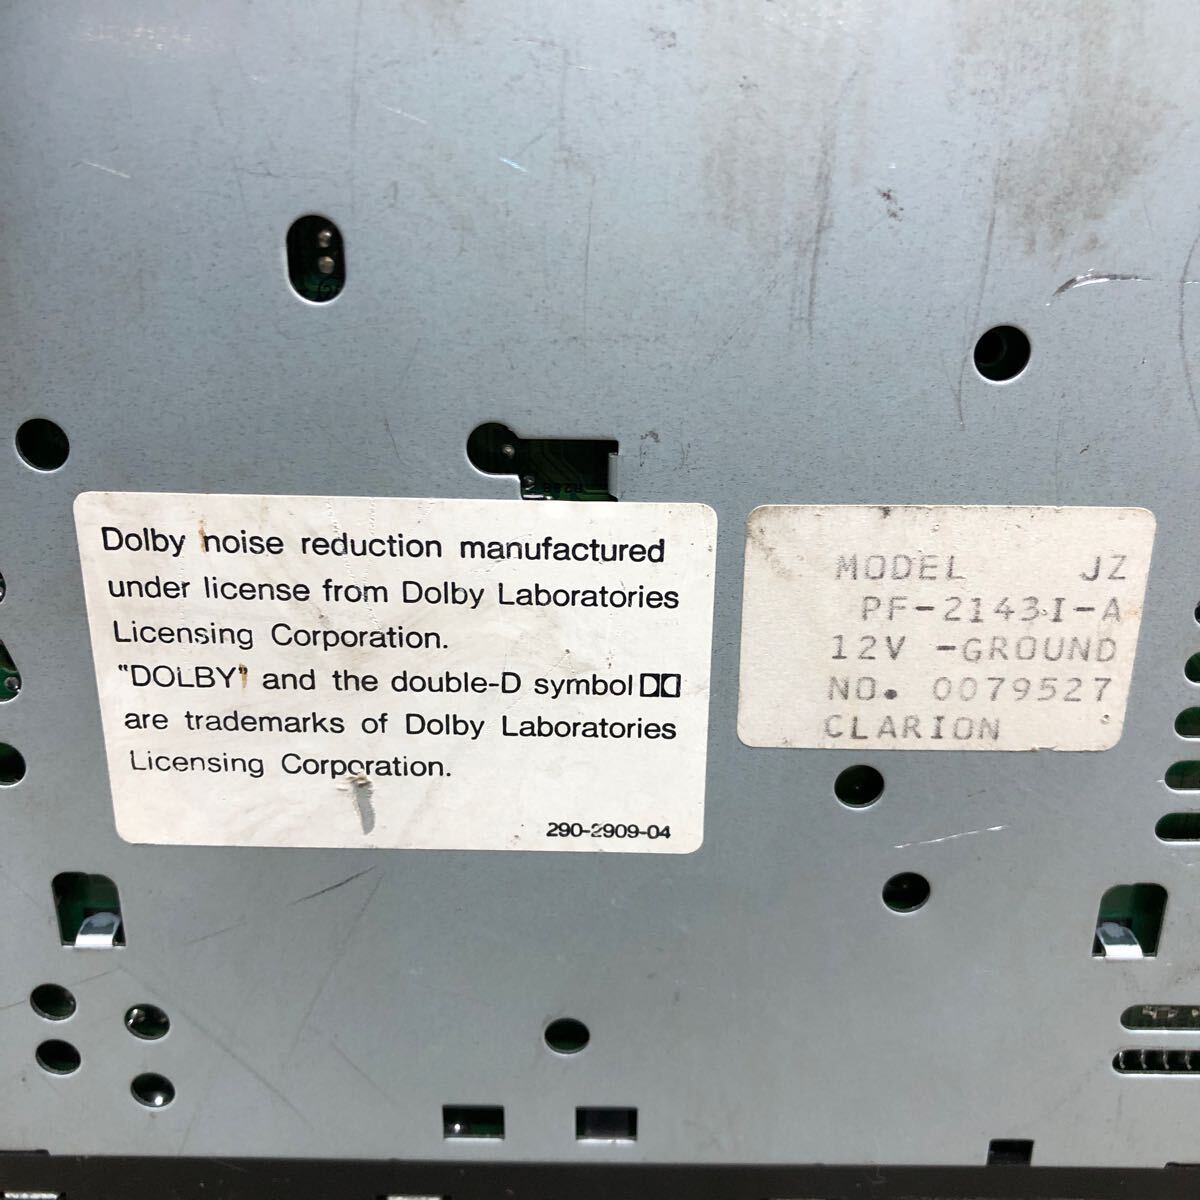 Dolby noise reduction manufactured
under license from Dolby Laboratories
Licensing Corporation.
"DOLBY" and the double-D symbol
are trademarks of Dolby Laboratories
Licensing Corporation.
290-2909-04
MODEL JZ
PF-2143I-A
12V -GROUND
NO. 0079527
CLARION